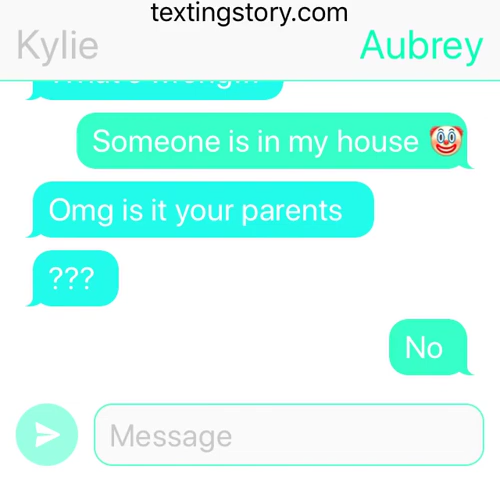 textingstory.com
Kylie
Aubrey
Someone is in my house 🤡
Omg is it your parents
???
No
Message